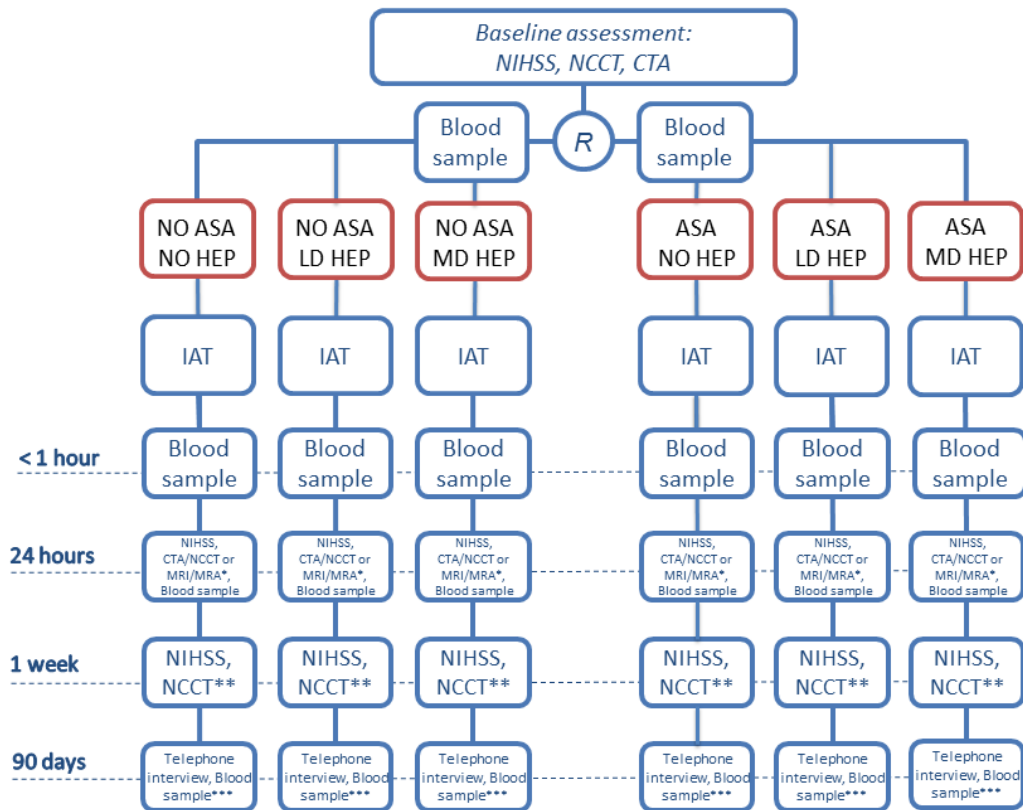 Baseline assessment:
NIHSS, NCCT, CTA
Blood
sample
R
Blood
sample
NO ASA
NO HEP
NO ASA
LD HEP
NO ASA
MD HEP
ASA
NO HEP
ASA
LD HEP
ASA
MD HEP
IAT
IAT
IAT
IAT
IAT
IAT
< 1 hour
Blood
sample
Blood
sample
Blood
sample
Blood
sample
Blood
sample
Blood
sample
24 hours
NIHSS,
CTA/NCCT or
MRI/MRA*,
Blood sample
NIHSS,
CTA/NCCT or
MRI/MRA*,
Blood sample
NIHSS,
CTA/NCCT or
MRI/MRA*,
Blood sample
NIHSS,
CTA/NCCT or
MRI/MRA*,
Blood sample
NIHSS,
CTA/NCCT or
MRI/MRA*,
Blood sample
NIHSS,
CTA/NCCT or
MRI/MRA*,
Blood sample
1 week
NIHSS,
NCCT**
NIHSS,
NCCT**
NIHSS,
NCCT**
NIHSS,
NCCT**
NIHSS,
NCCT**
NIHSS,
NCCT**
90 days
Telephone
interview, Blood
sample***
Telephone
interview, Blood
sample***
Telephone
interview, Blood
sample***
Telephone
interview, Blood
sample***
Telephone
interview, Blood
sample***
Telephone
interview, Blood
sample***